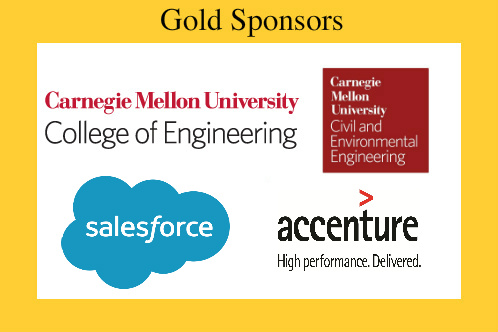 Gold Sponsors
Carnegie Mellon University
College of Engineering
Carnegie
Mellon
University
Civil and
Environmental
Engineering
salesforce
>
accenture
High performance. Delivered.